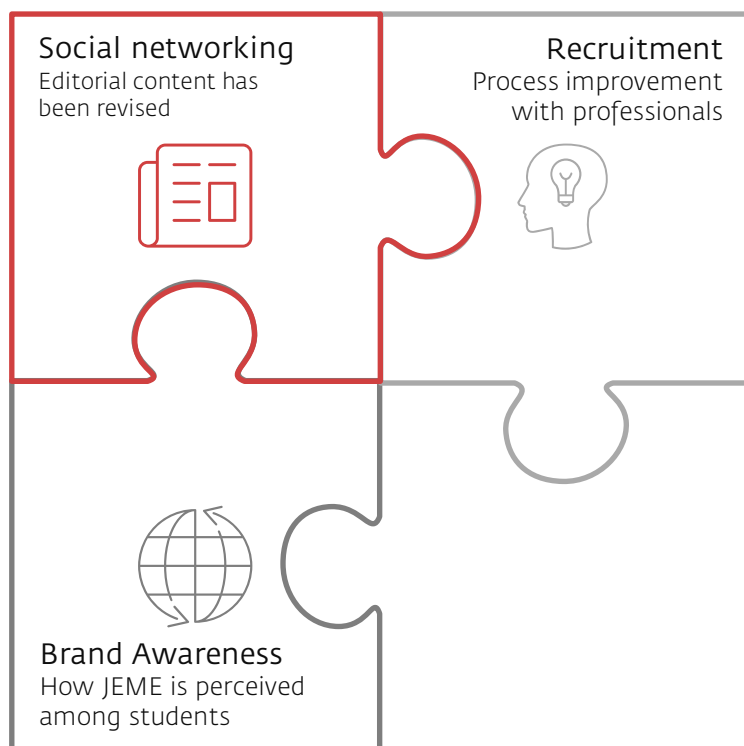 Social networking
Editorial content has
been revised
Recruitment
Process improvement
with professionals
Brand Awareness
How JEME is perceived
among students